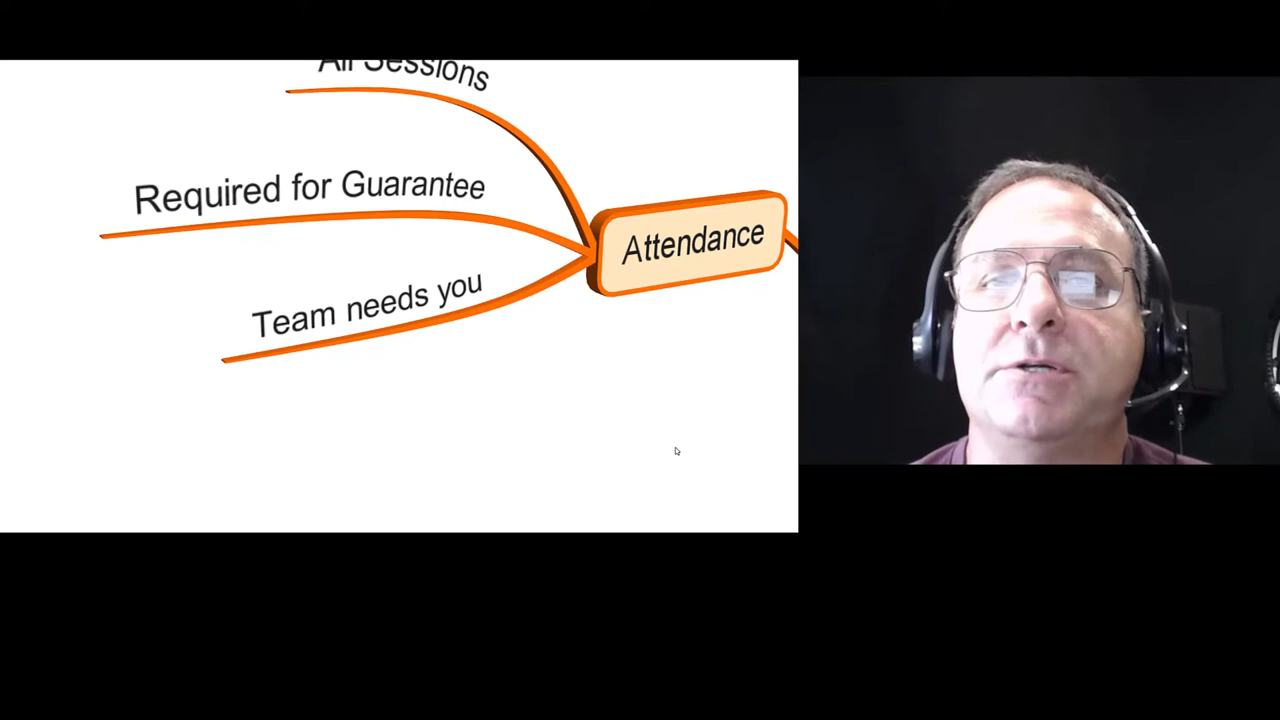 All Sessions
Required for Guarantee
Attendance
Team needs you